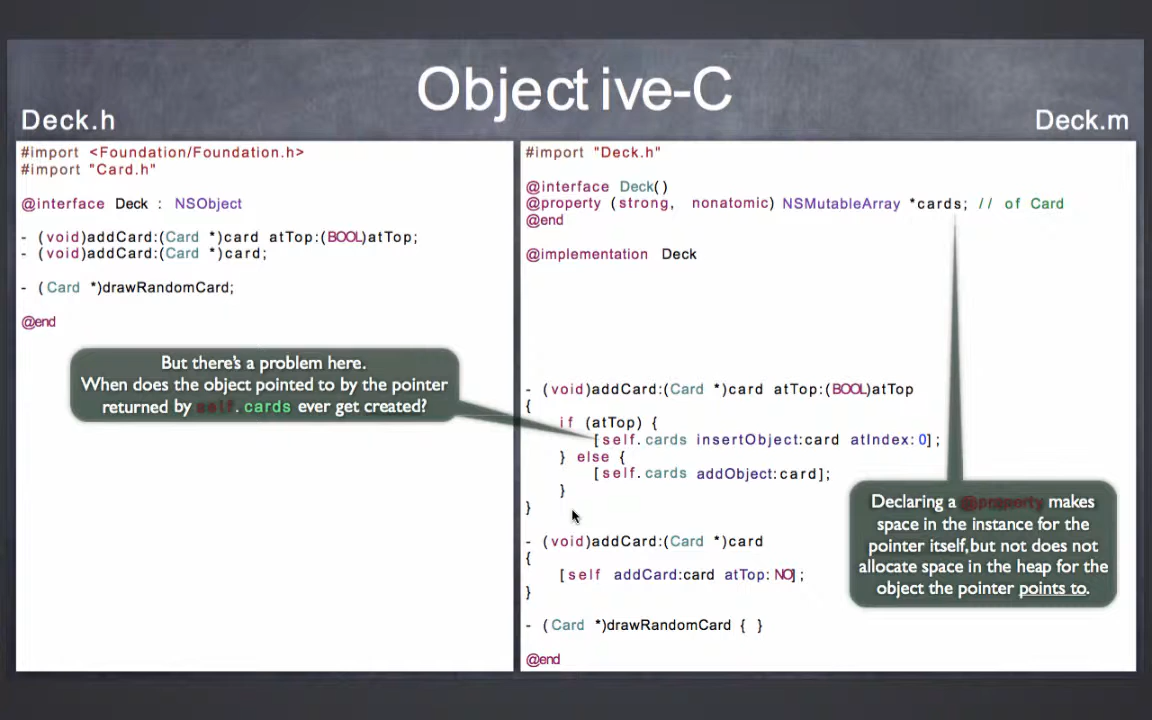 Objective-C
Deck.h
Deck.m
#import <Foundation/Foundation.h>
#import "Card.h"
@interface Deck : NSObject
- (void)addCard:(Card *)card atTop:(BOOL)atTop;
- (void)addCard:(Card *)card;
- (Card *)drawRandomCard;
@end
But there's a problem here.
When does the object pointed to by the pointer
returned by self.cards ever get created?
#import "Deck.h"
@interface Deck()
@property (strong, nonatomic) NSMutableArray *cards; // of Card
@end
@implementation Deck
- (void)addCard:(Card *)card atTop:(BOOL)atTop
{
if (atTop) {
[self.cards insertObject:card atIndex:0];
} else {
[self.cards addObject:card];
}
}
- (void)addCard:(Card *)card
{
[self addCard:card atTop:NO];
}
- (Card *)drawRandomCard { }
@end
Declaring a @property makes
space in the instance for the
pointer itself, but not does not
allocate space in the heap for the
object the pointer points to.